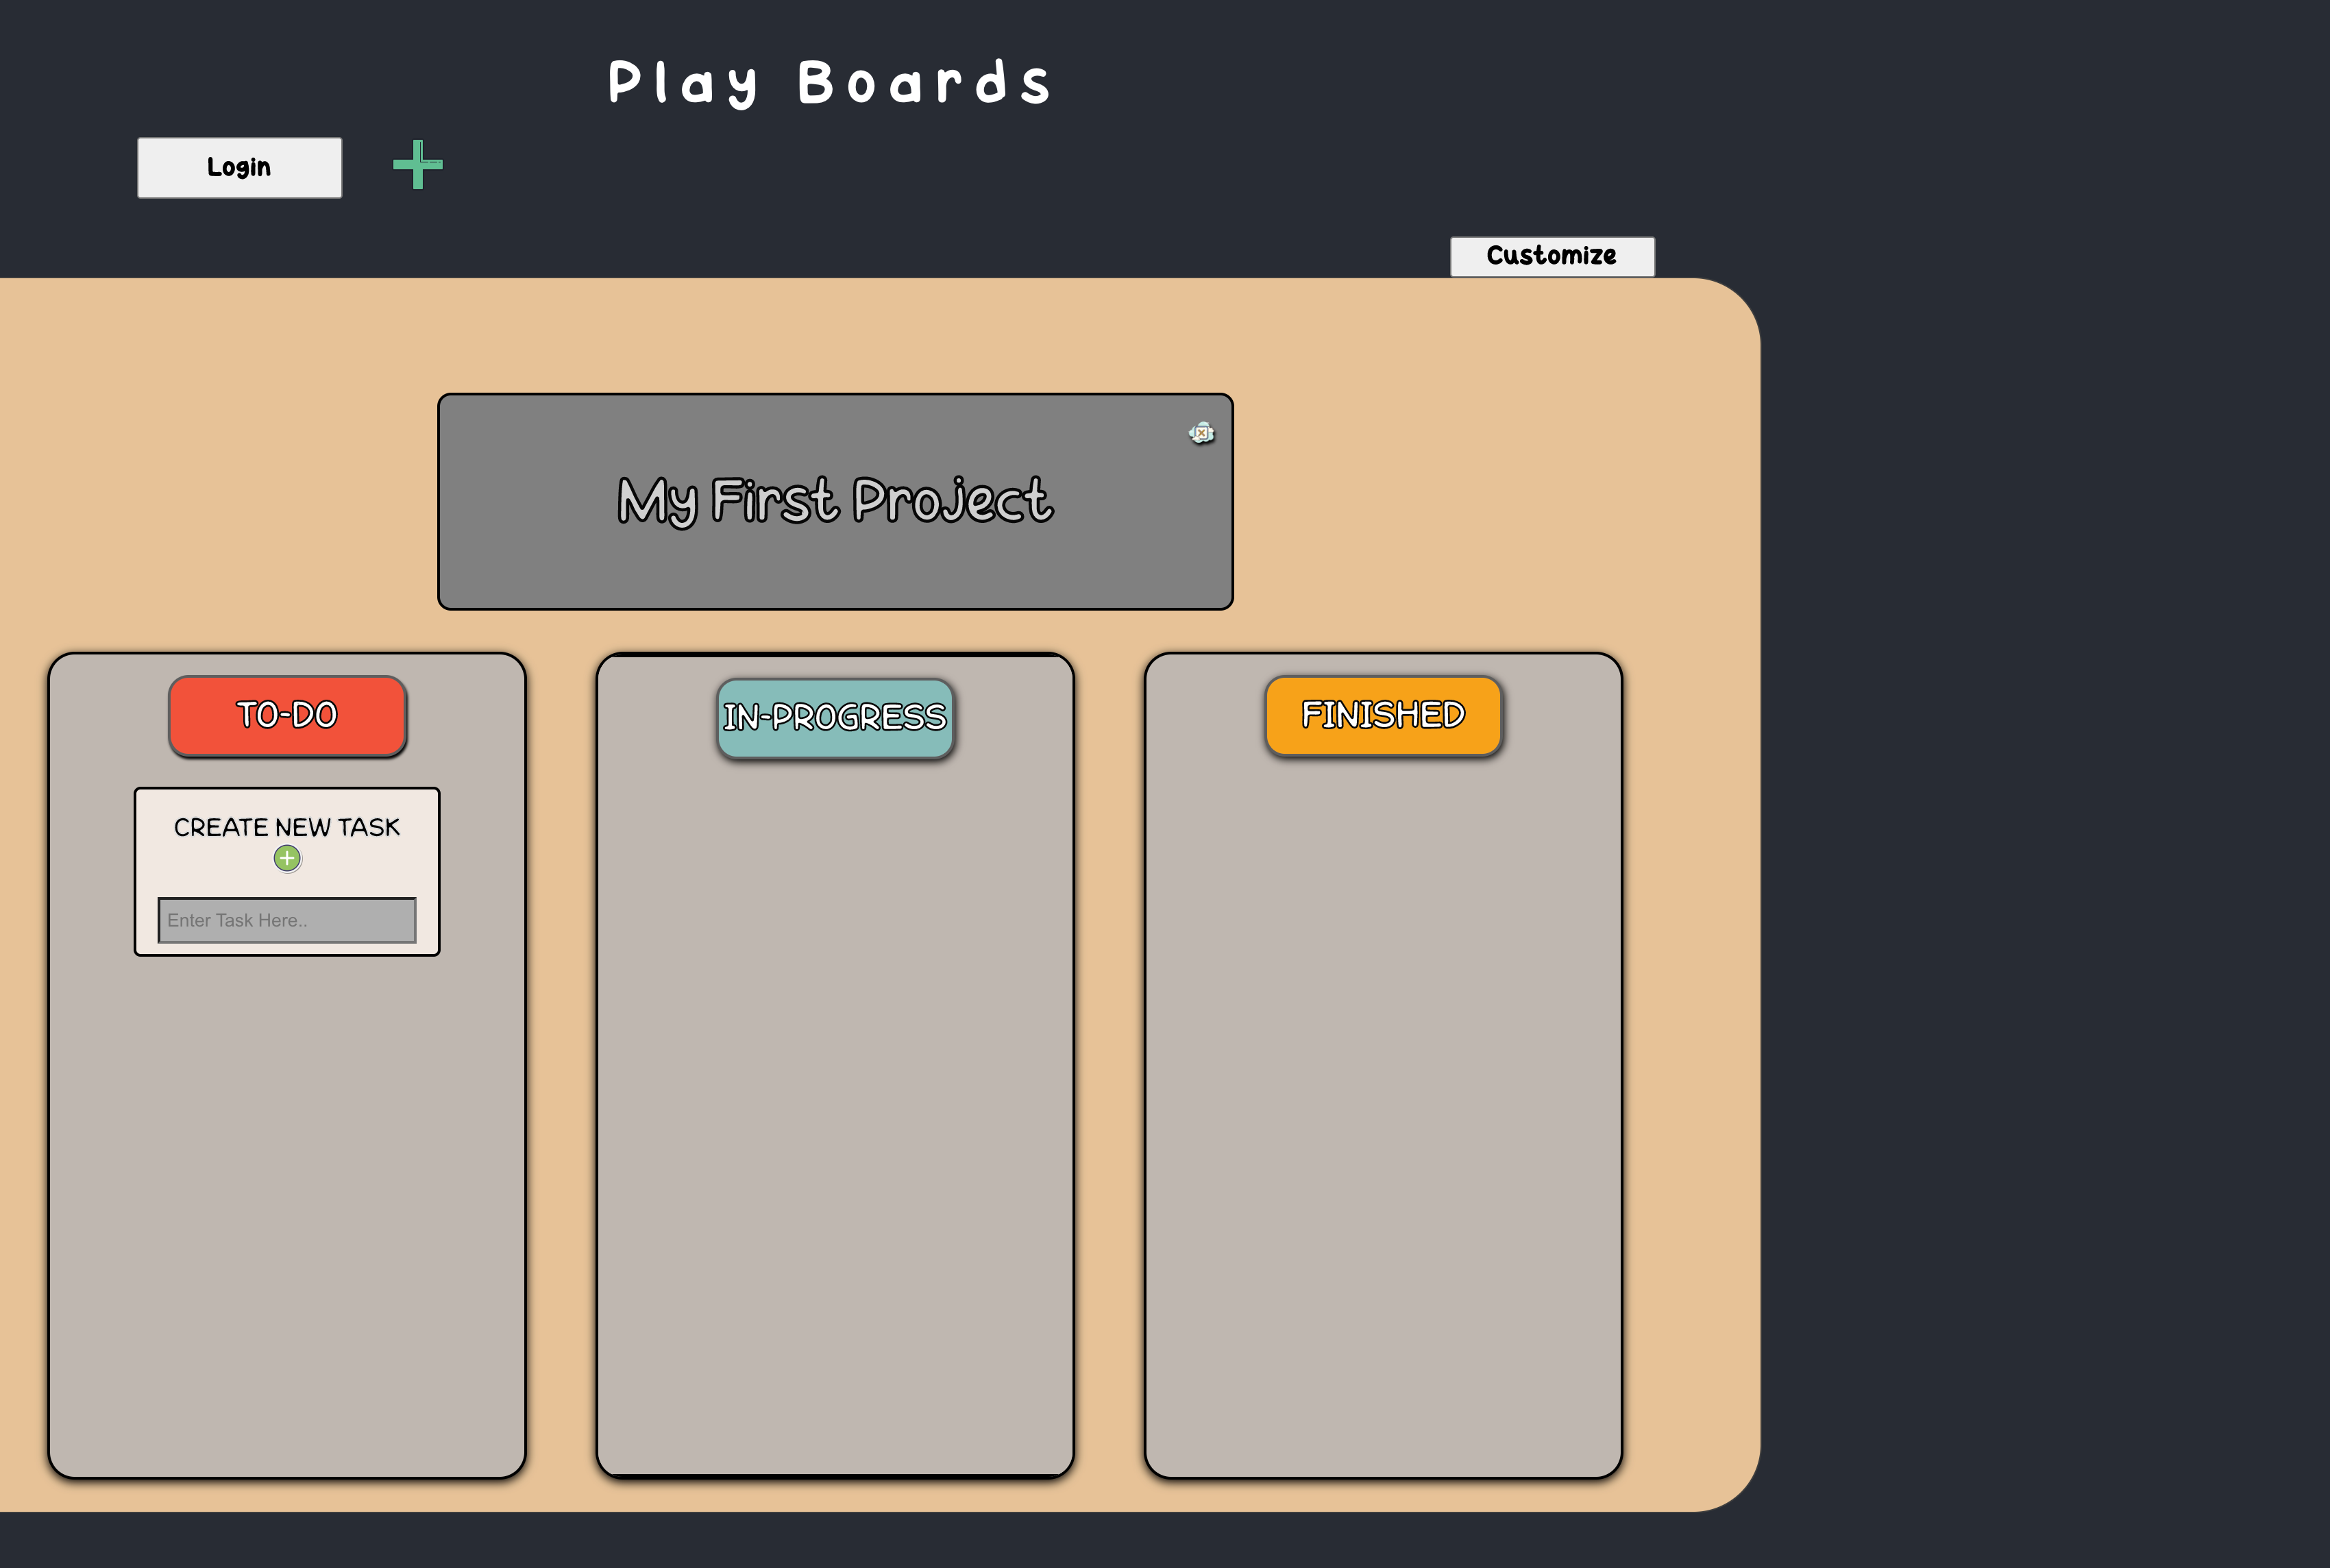 Play Boards
Login
Customize
My First Project
TO-DO
IN-PROGRESS
FINISHED
CREATE NEW TASK
Enter Task Here..